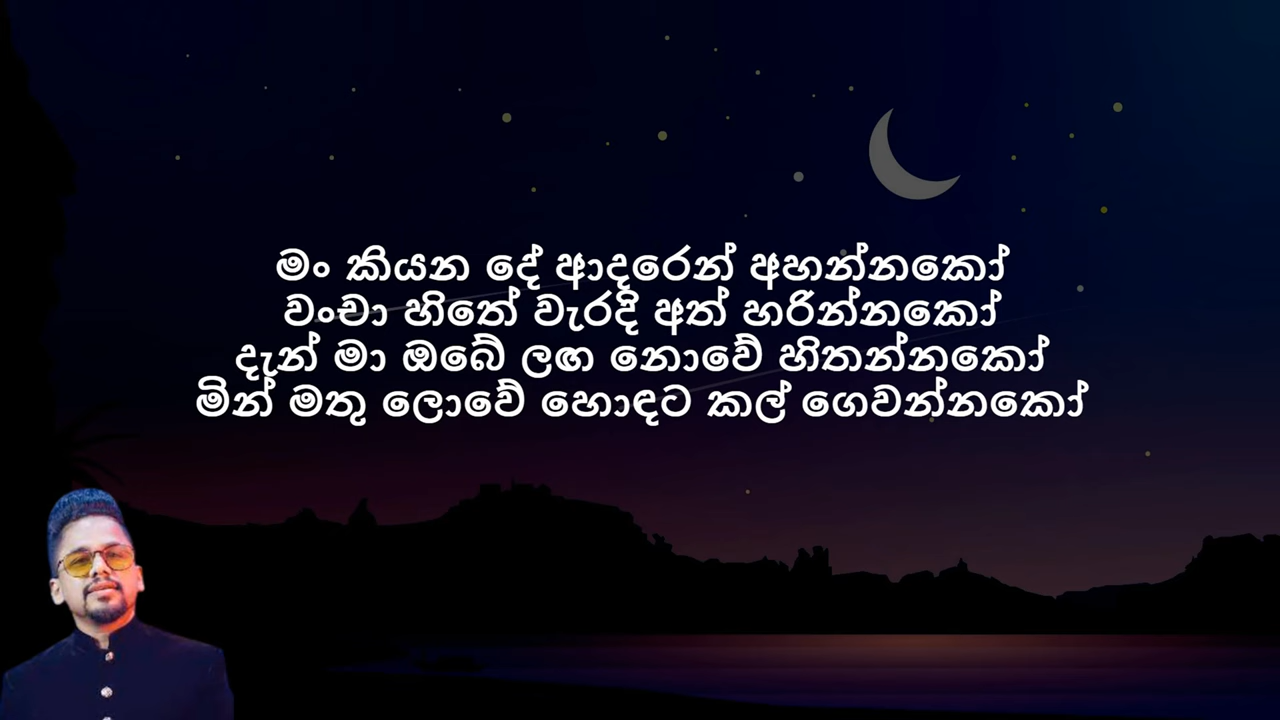 මං කියන දේ ආදරෙන් අහන්නකෝ
වංචා හිතේ වැරදි අත් හරින්නකෝ
දැන් මා ඔබේ ලඟ නොවේ හිතන්නකෝ
මින් මතු ලොවේ හොඳට කල් ගෙවන්නකෝ